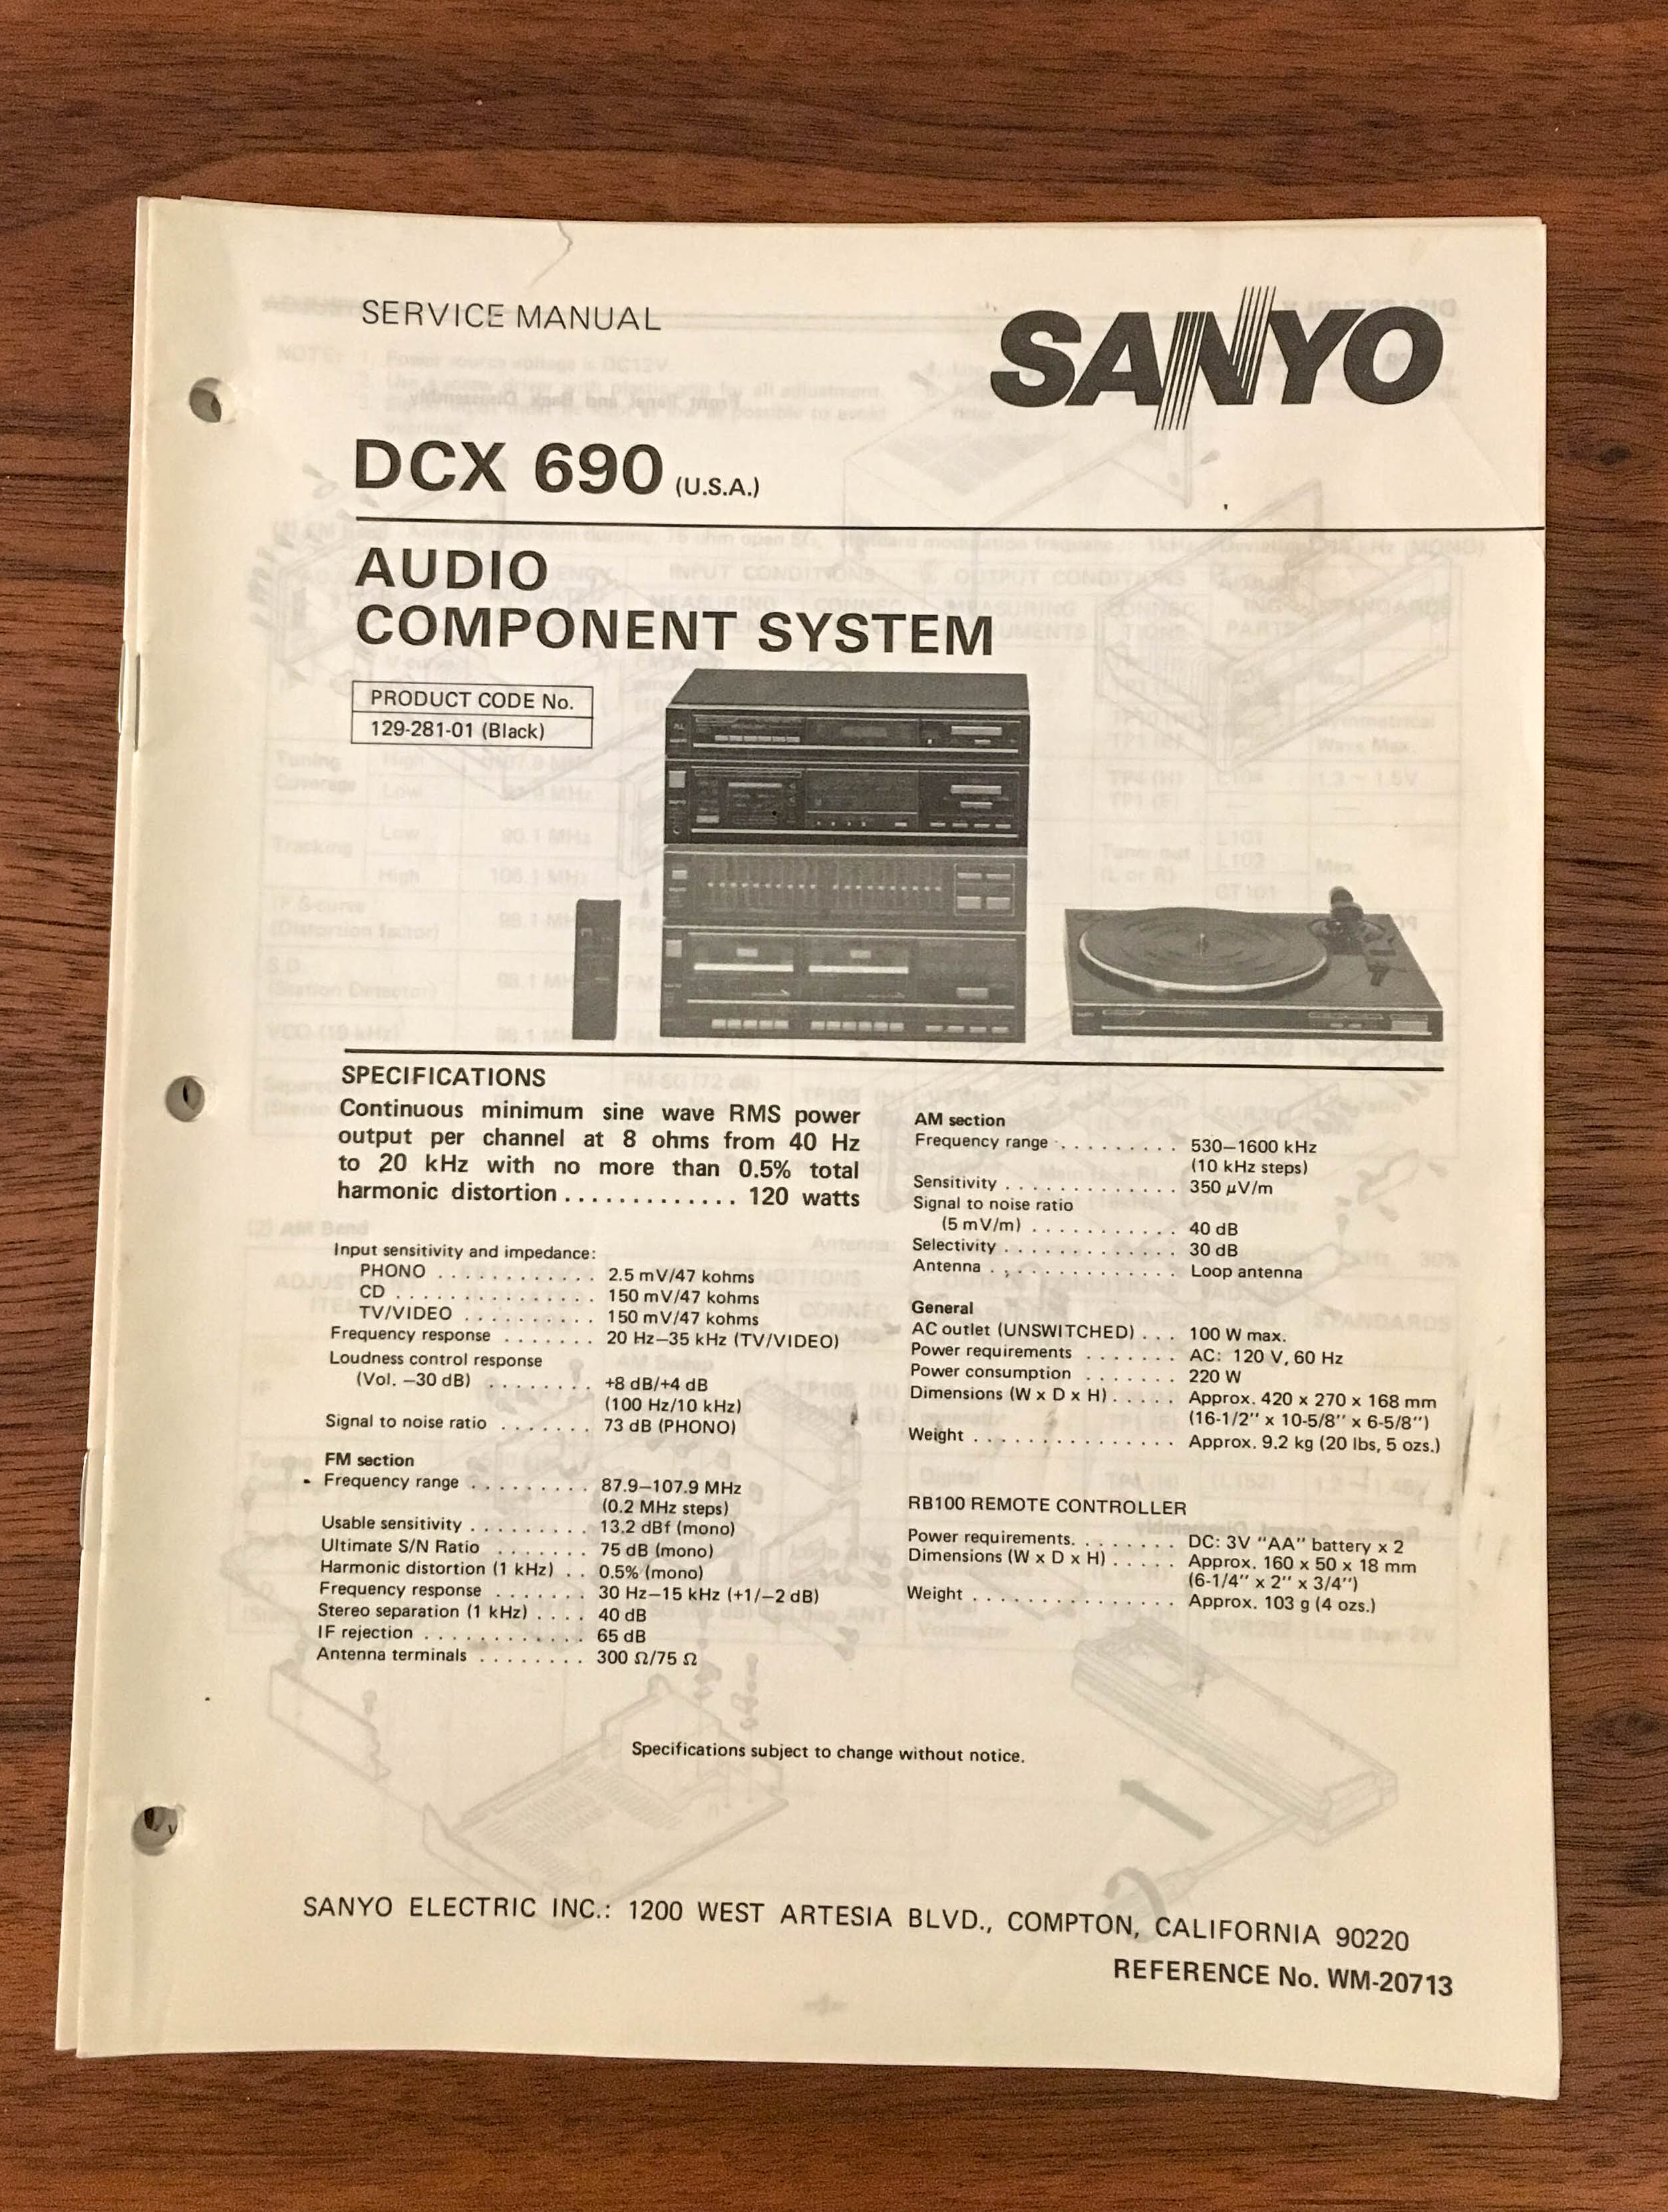 SERVICE MANUAL
SANYO
DCX 690 (U.S.A.)
AUDIO
COMPONENT SYSTEM
PRODUCT CODE No.
129-281-01 (Black)
SPECIFICATIONS
Continuous minimum sine wave RMS power
output per channel at 8 ohms from 40 Hz
to 20 kHz with no more than 0.5% total
harmonic distortion ............. 120 watts
Input sensitivity and impedance:
PHONO ............ 2.5 mV/47 kohms
CD ............... 150 mV/47 kohms
TV/VIDEO .......... 150 mV/47 kohms
Frequency response ....... 20 Hz–35 kHz (TV/VIDEO)
Loudness control response
(Vol. –30 dB) ........ +8 dB/+4 dB
(100 Hz/10 kHz)
Signal to noise ratio ....... 73 dB (PHONO)
FM section
Frequency range ......... 87.9–107.9 MHz
(0.2 MHz steps)
Usable sensitivity ......... 13.2 dBf (mono)
Ultimate S/N Ratio ....... 75 dB (mono)
Harmonic distortion (1 kHz) .. 0.5% (mono)
Frequency response ....... 30 Hz–15 kHz (+1/–2 dB)
Stereo separation (1 kHz) .... 40 dB
IF rejection ............ 65 dB
Antenna terminals ........ 300 Ω/75 Ω
AM section
Frequency range .......... 530–1600 kHz
(10 kHz steps)
Sensitivity ............. 350 μV/m
Signal to noise ratio
(5 mV/m) ........... 40 dB
Selectivity ............. 30 dB
Antenna .............. Loop antenna
General
AC outlet (UNSWITCHED) ... 100 W max.
Power requirements ....... AC: 120 V, 60 Hz
Power consumption ....... 220 W
Dimensions (W x D x H) ..... Approx. 420 x 270 x 168 mm
(16-1/2'' x 10-5/8'' x 6-5/8'')
Weight ............... Approx. 9.2 kg (20 lbs, 5 ozs.)
RB100 REMOTE CONTROLLER
Power requirements........ DC: 3V "AA" battery x 2
Dimensions (W x D x H) ..... Approx. 160 x 50 x 18 mm
(6-1/4'' x 2'' x 3/4'')
Weight ............... Approx. 103 g (4 ozs.)
Specifications subject to change without notice.
SANYO ELECTRIC INC.: 1200 WEST ARTESIA BLVD., COMPTON, CALIFORNIA 90220
REFERENCE No. WM-20713